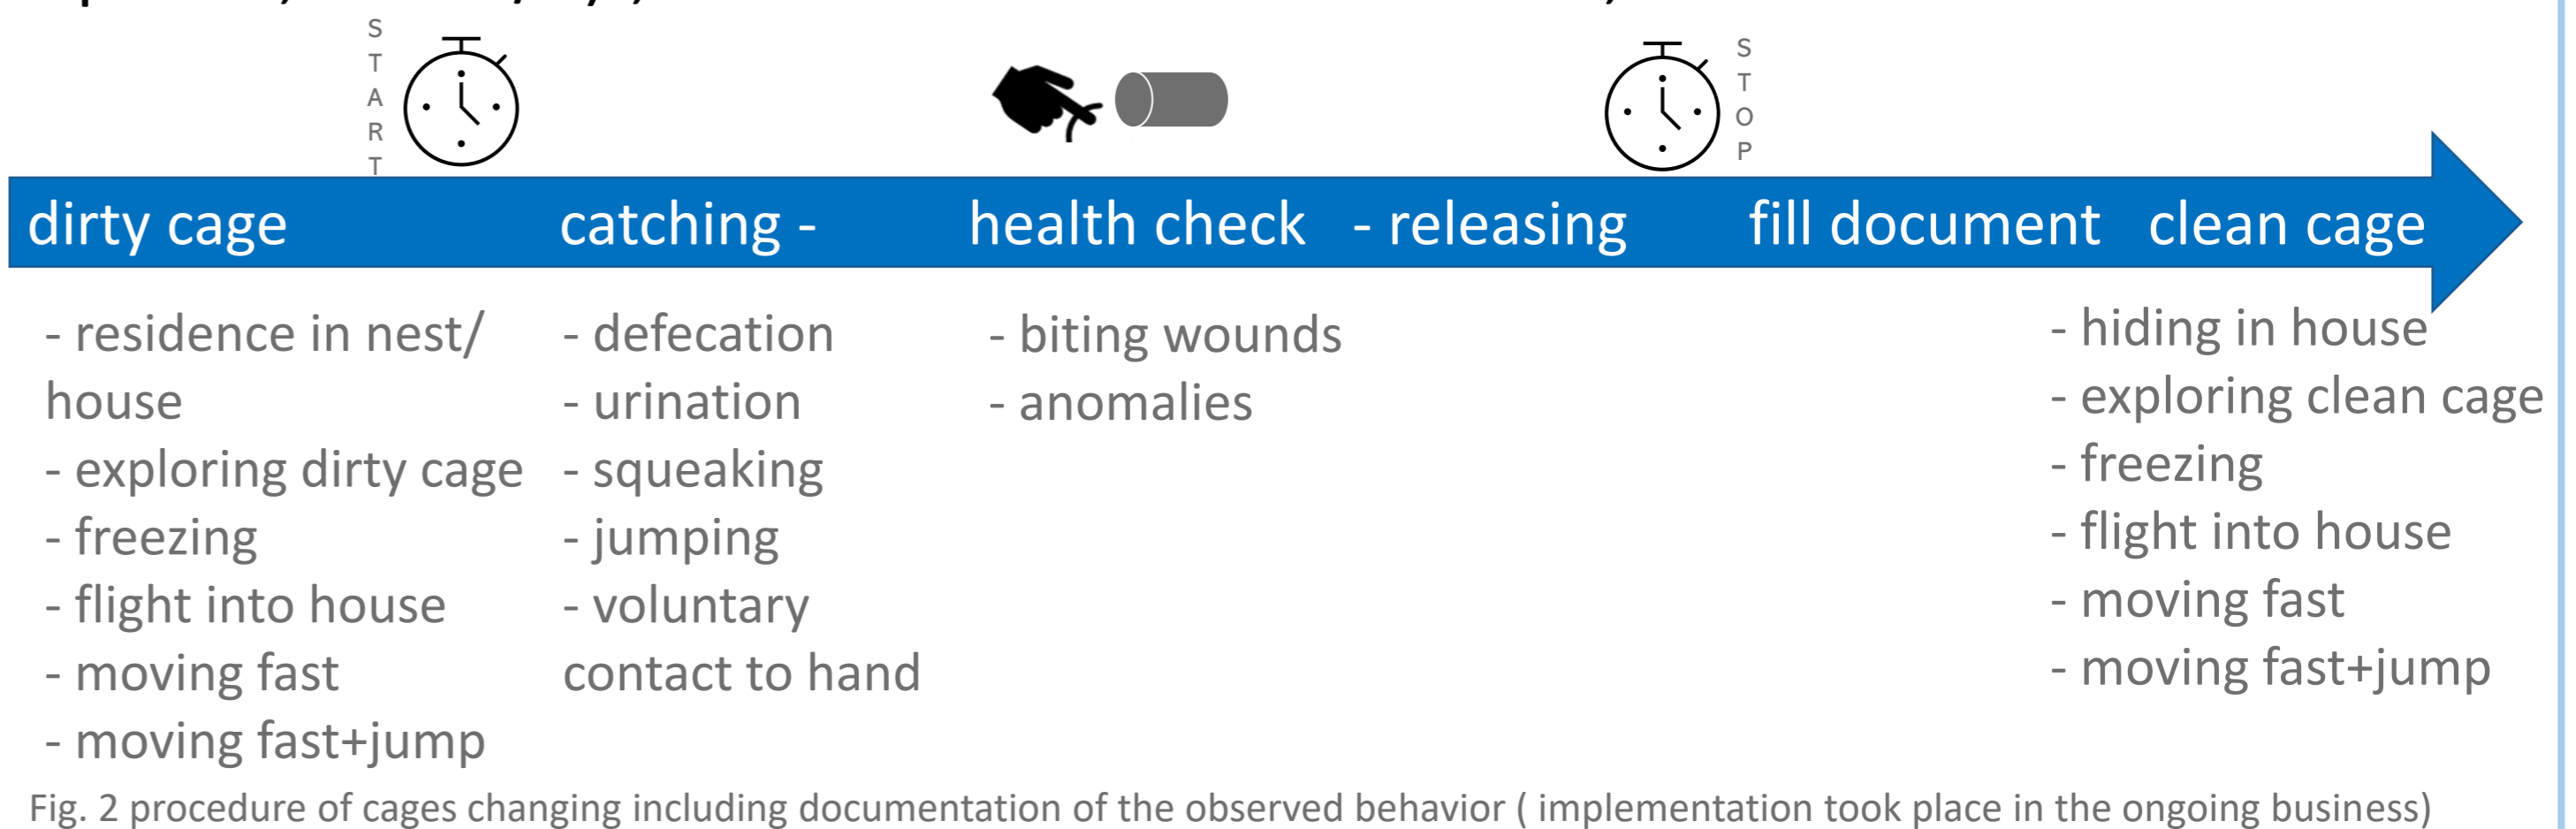 START
STOP
dirty cage catching - health check - releasing fill document clean cage
- residence in nest/
house
- exploring dirty cage
- freezing
- flight into house
- moving fast
- moving fast+jump
- defecation
- urination
- squeaking
- jumping
- voluntary
contact to hand
- biting wounds
- anomalies
- hiding in house
- exploring clean cage
- freezing
- flight into house
- moving fast
- moving fast+jump
Fig. 2 procedure of cages changing including documentation of the observed behavior ( implementation took place in the ongoing business)